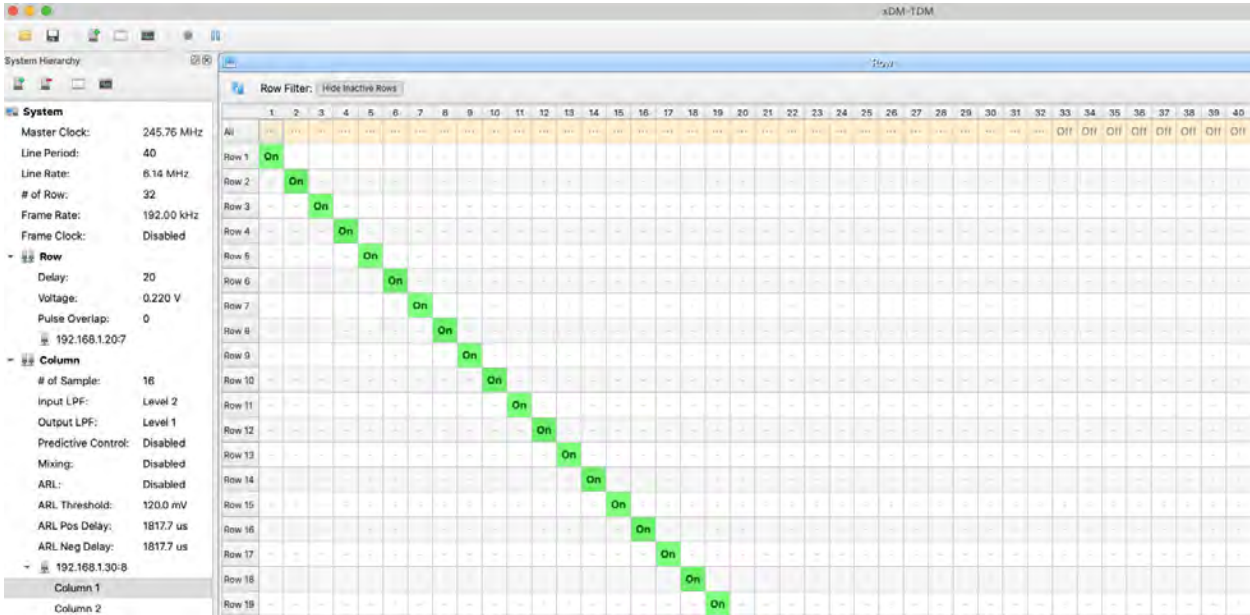 xDM-TDM
System Hierarchy
Row
Row Filter: Hide Inactive Rows
1 2 3 4 5 6 7 8 9 10 11 12 13 14 15 16 17 18 19 20 21 22 23 24 25 26 27 28 29 30 31 32 33 34 35 36 37 38 39 40
All ... ... ... ... ... ... ... ... ... ... ... ... ... ... ... ... ... ... ... ... ... ... ... ... ... ... ... ... ... ... ... ... Off Off Off Off Off Off Off Off
System
Master Clock: 245.76 MHz
Line Period: 40
Line Rate: 6.14 MHz
# of Row: 32
Frame Rate: 192.00 kHz
Frame Clock: Disabled
Row
Delay: 20
Voltage: 0.220 V
Pulse Overlap: 0
192.168.1.20:7
Column
# of Sample: 16
Input LPF: Level 2
Output LPF: Level 1
Predictive Control: Disabled
Mixing: Disabled
ARL: Disabled
ARL Threshold: 120.0 mV
ARL Pos Delay: 1817.7 us
ARL Neg Delay: 1817.7 us
192.168.1.30:8
Column 1
Column 2
Row 1 On
Row 2 On
Row 3 On
Row 4 On
Row 5 On
Row 6 On
Row 7 On
Row 8 On
Row 9 On
Row 10 On
Row 11 On
Row 12 On
Row 13 On
Row 14 On
Row 15 On
Row 16 On
Row 17 On
Row 18 On
Row 19 On